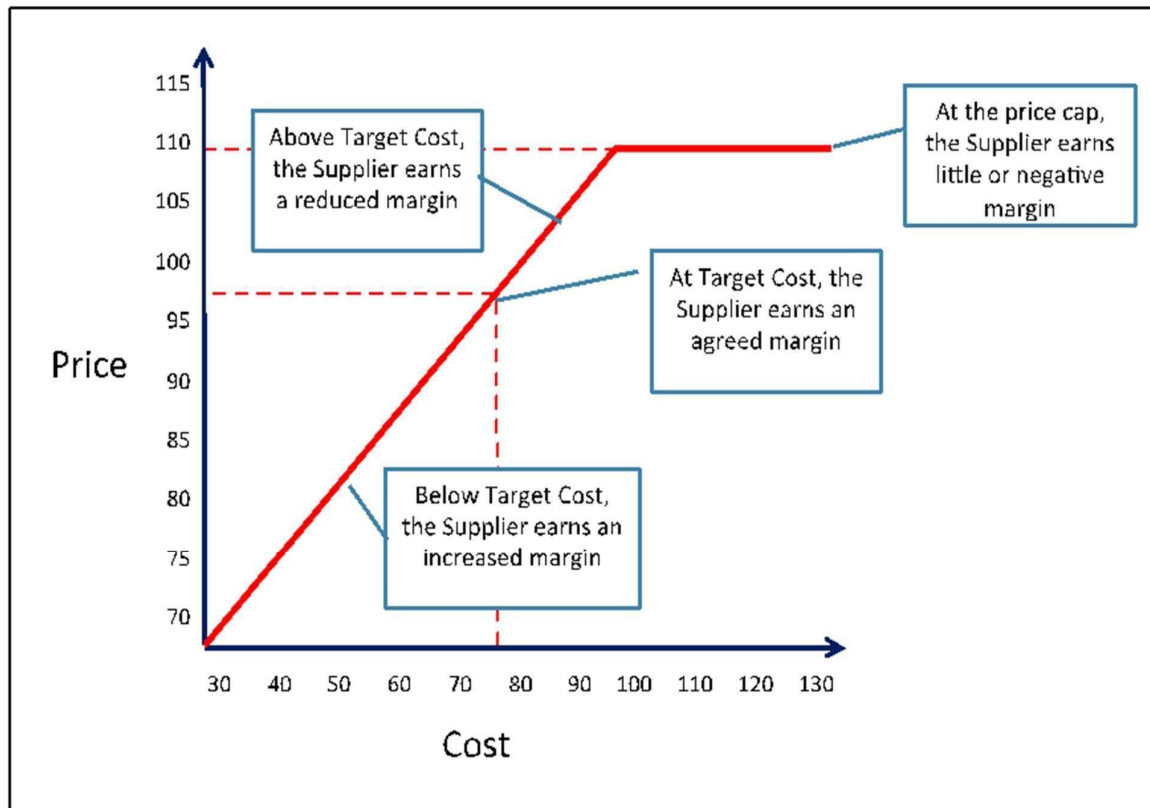 115
110
105
100
95
90
85
80
75
70
Price
Above Target Cost,
the Supplier earns
a reduced margin
At the price cap,
the Supplier earns
little or negative
margin
At Target Cost, the
Supplier earns an
agreed margin
Below Target Cost,
the Supplier earns an
increased margin
30 40 50 60 70 80 90 100 110 120 130
Cost